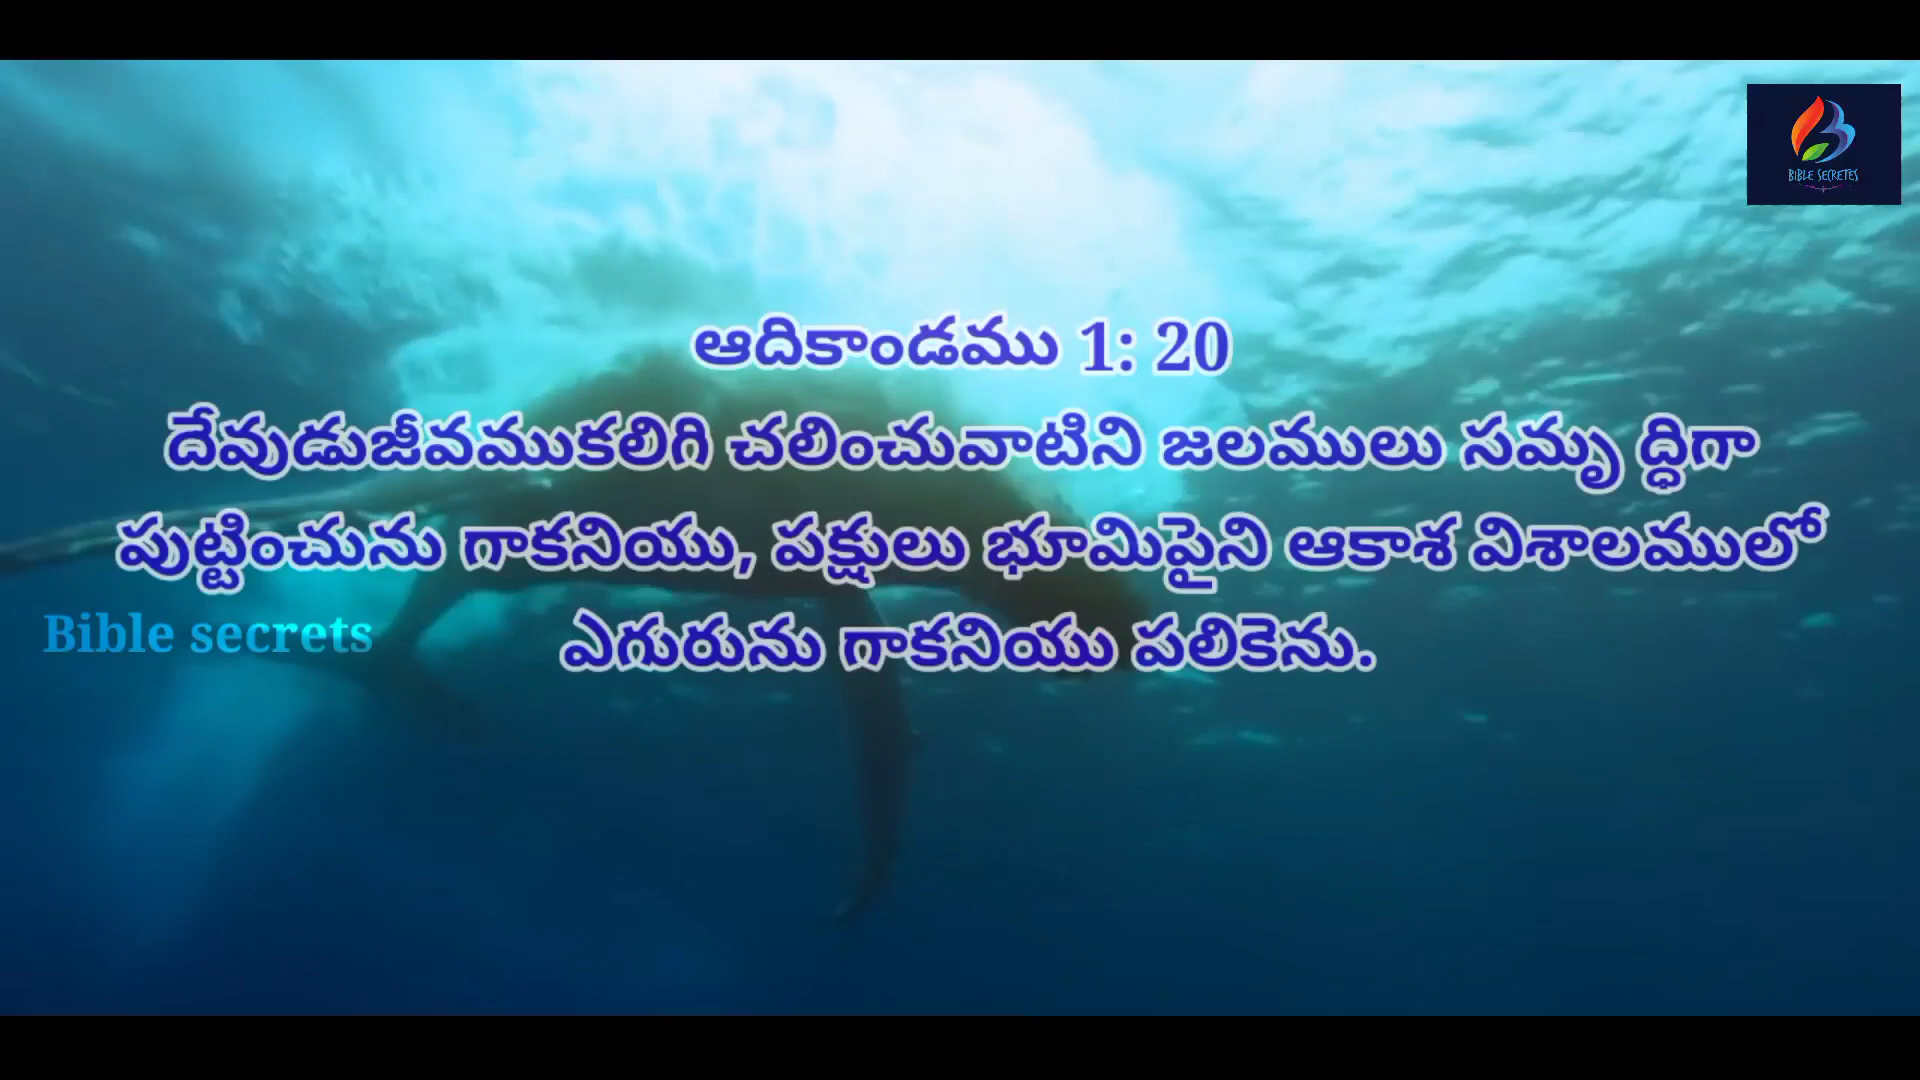 BIBLE SECRETES
ఆదికాండము 1: 20
దేవుడుజీవముకలిగి చలించువాటిని జలములు సమృ ద్ధిగా
పుట్టించును గాకనియు, పక్షులు భూమిపైని ఆకాశ విశాలములో
ఎగురును గాకనియు పలికెను.
Bible secrets